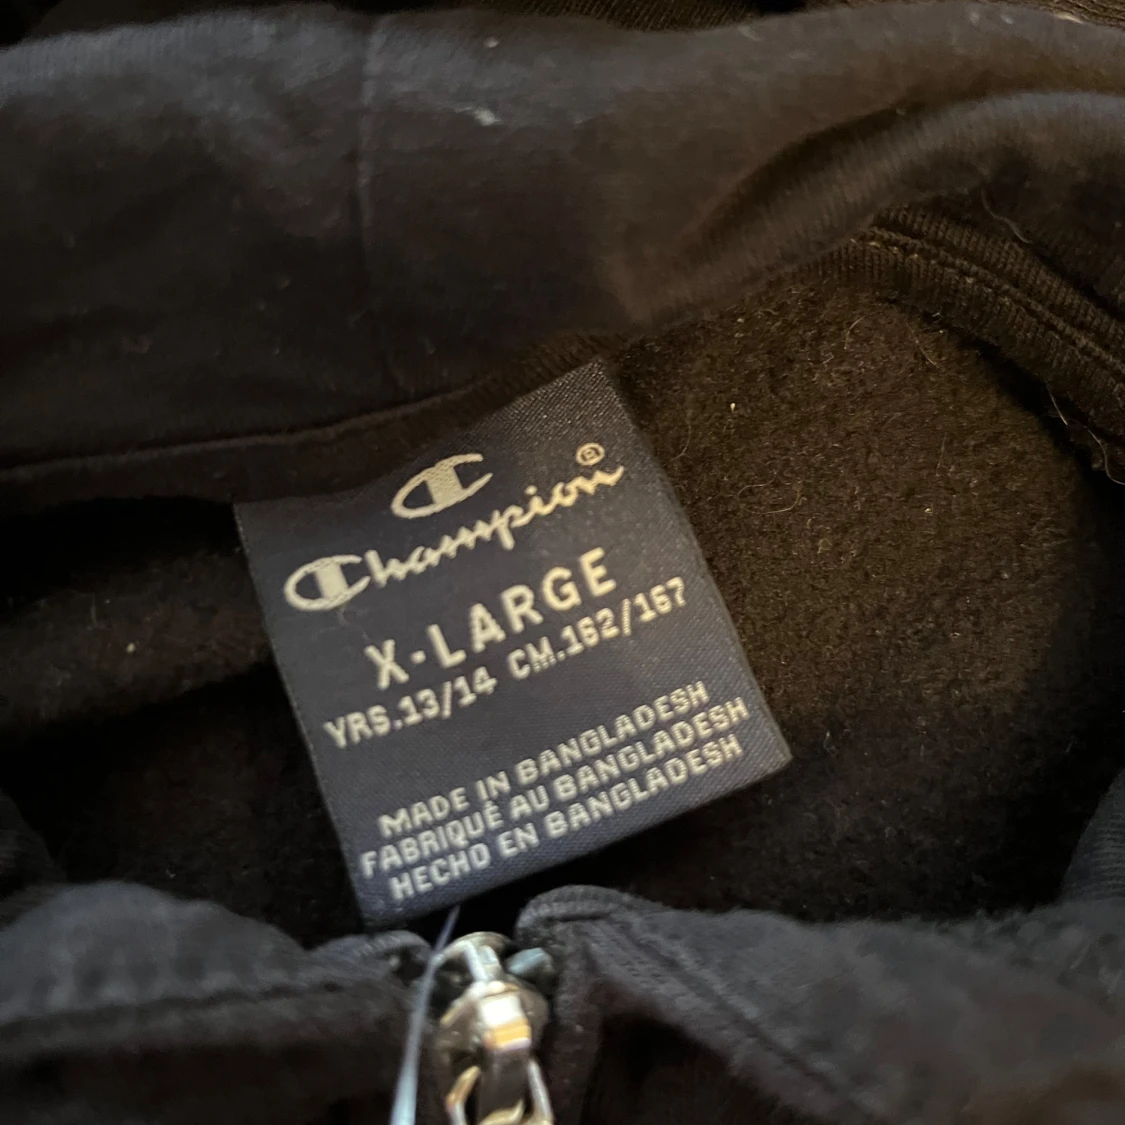 C
Champion®
X-LARGE
YRS.13/14 CM.162/167
MADE IN BANGLADESH
FABRIQUÉ AU BANGLADESH
HECHO EN BANGLADESH